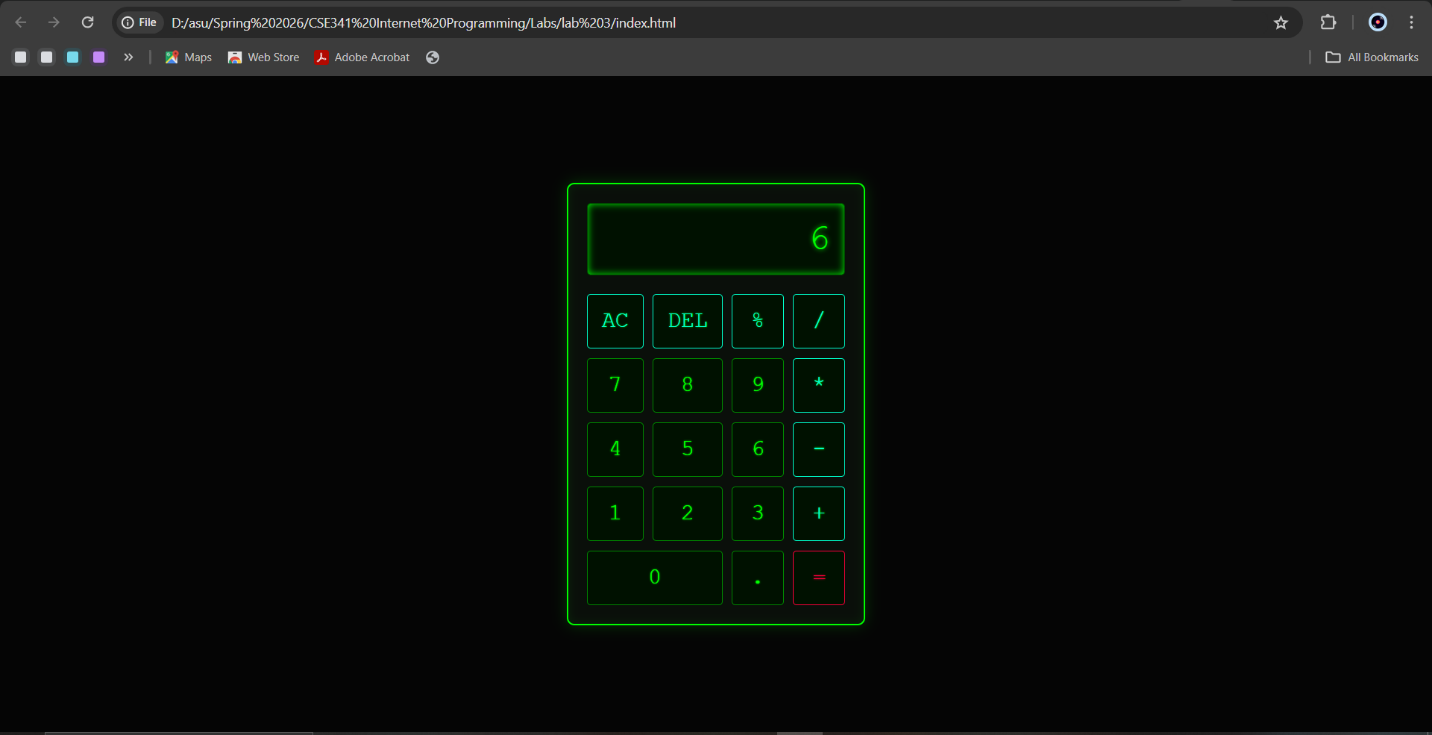 File D:/asu/Spring%202026/CSE341%20Internet%20Programming/Labs/lab%203/index.html
» Maps Web Store Adobe Acrobat All Bookmarks
6
AC DEL % /
7 8 9 *
4 5 6 -
1 2 3 +
0 . =